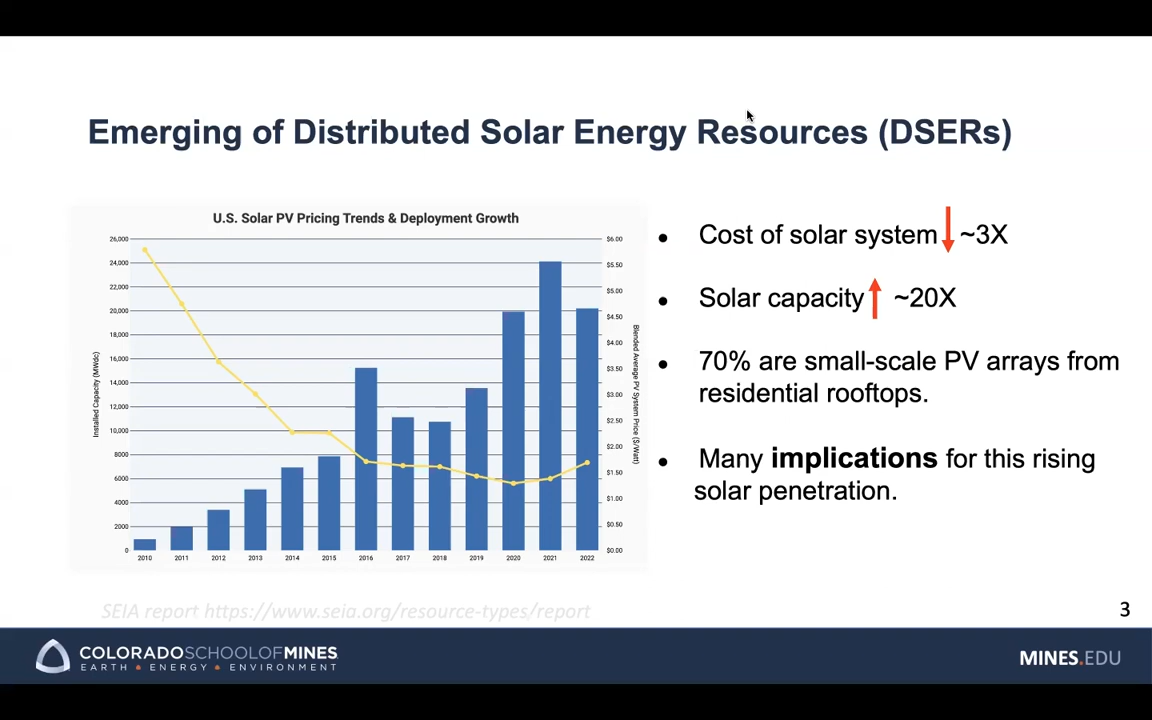 Emerging of Distributed Solar Energy Resources (DSERs)
U.S. Solar PV Pricing Trends & Deployment Growth
26,000
24,000
22,000
20,000
18,000
16,000
14,000
12,000
10,000
8000
6000
4000
2000
0
Installed Capacity (MWdc)
$6.00
$5.50
$5.00
$4.50
$4.00
$3.50
$3.00
$2.50
$2.00
$1.50
$1.00
$0.50
$0.00
Blended Average PV System Price ($/Watt)
2010 2011 2012 2013 2014 2015 2016 2017 2018 2019 2020 2021 2022
Cost of solar system ~3X
Solar capacity ~20X
70% are small-scale PV arrays from
residential rooftops.
Many implications for this rising
solar penetration.
SEIA report https://www.seia.org/resource-types/report
3
COLORADOSCHOOLOFMINES
EARTH • ENERGY • ENVIRONMENT
MINES.EDU